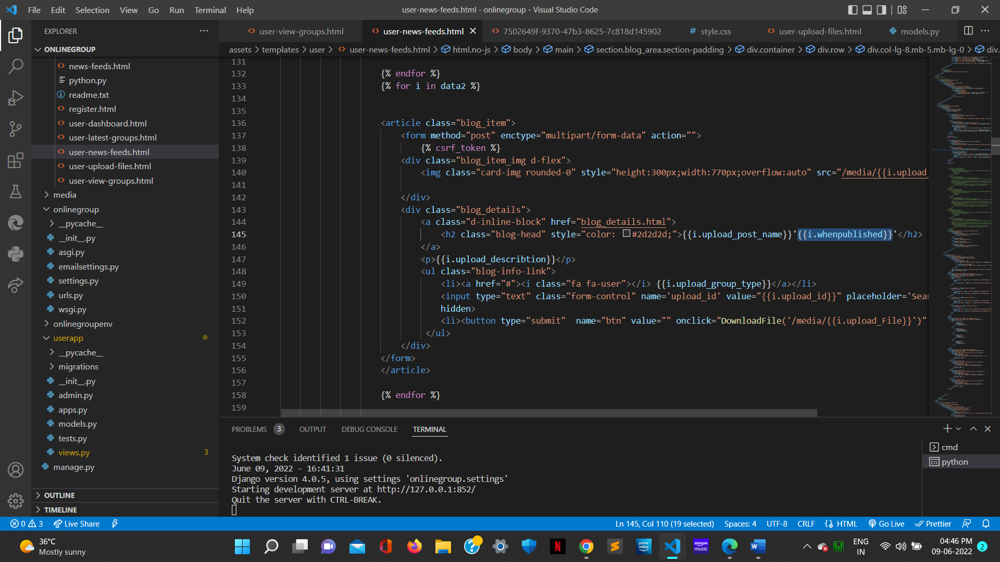 File Edit Selection View Go Run Terminal Help
user-news-feeds.html - onlinegroup - Visual Studio Code
EXPLORER
ONLINEGROUP
news-feeds.html
python.py
readme.txt
register.html
user-dashboard.html
user-latest-groups.html
user-news-feeds.html
user-upload-files.html
user-view-groups.html
media
onlinegroup
__pycache__
__init__.py
asgi.py
emailsettings.py
settings.py
urls.py
wsgi.py
onlinegroupenv
userapp
__pycache__
migrations
__init__.py
admin.py
apps.py
models.py
tests.py
views.py 3
manage.py
OUTLINE
TIMELINE
user-view-groups.html user-news-feeds.html 7502649f-9370-47b3-8625-7c818d145902 # style.css user-upload-files.html models.py
assets > templates > user > user-news-feeds.html > html.no-js > body > main > section.blog_area.section-padding > div.container > div.row > div.col-lg-8.mb-5.mb-lg-0 > div.
131
132 {% endfor %}
133 {% for i in data2 %}
134
135
136 <article class="blog_item">
137 <form method="post" enctype="multipart/form-data" action="">
138 {% csrf_token %}
139 <div class="blog_item_img d-flex">
140 <img class="card-img rounded-0" style="height:300px;width:770px;overflow:auto" src="/media/{{i.upload_
141
142 </div>
143 <div class="blog_details">
144 <a class="d-inline-block" href="blog_details.html">
145 <h2 class="blog-head" style="color: #2d2d2d;">{{i.upload_post_name}}'{{i.whenpublished}}'</h2>
146 </a>
147 <p>{{i.upload_describtion}}</p>
148 <ul class="blog-info-link">
149 <li><a href="#"><i class="fa fa-user"></i> {{i.upload_group_type}}</a></li>
150 <input type="text" class="form-control" name='upload_id' value="{{i.upload_id}}" placeholder='Sear
151 hidden>
152 <li><button type="submit"  name="btn" value="" onclick="DownloadFile('/media/{{i.upload_File}}')"
153 </ul>
154 </div>
155 </form>
156 </article>
157
158 {% endfor %}
159
PROBLEMS 3 OUTPUT DEBUG CONSOLE TERMINAL
System check identified 1 issue (0 silenced).
June 09, 2022 - 16:41:31
Django version 4.0.5, using settings 'onlinegroup.settings'
Starting development server at http://127.0.0.1:852/
Quit the server with CTRL-BREAK.
cmd
python
0 3 Live Share
Ln 145, Col 110 (19 selected) Spaces: 4 UTF-8 CRLF HTML Go Live Prettier
36°C
Mostly sunny
prime video
amazon music
ENG
IN
04:46 PM
09-06-2022
2